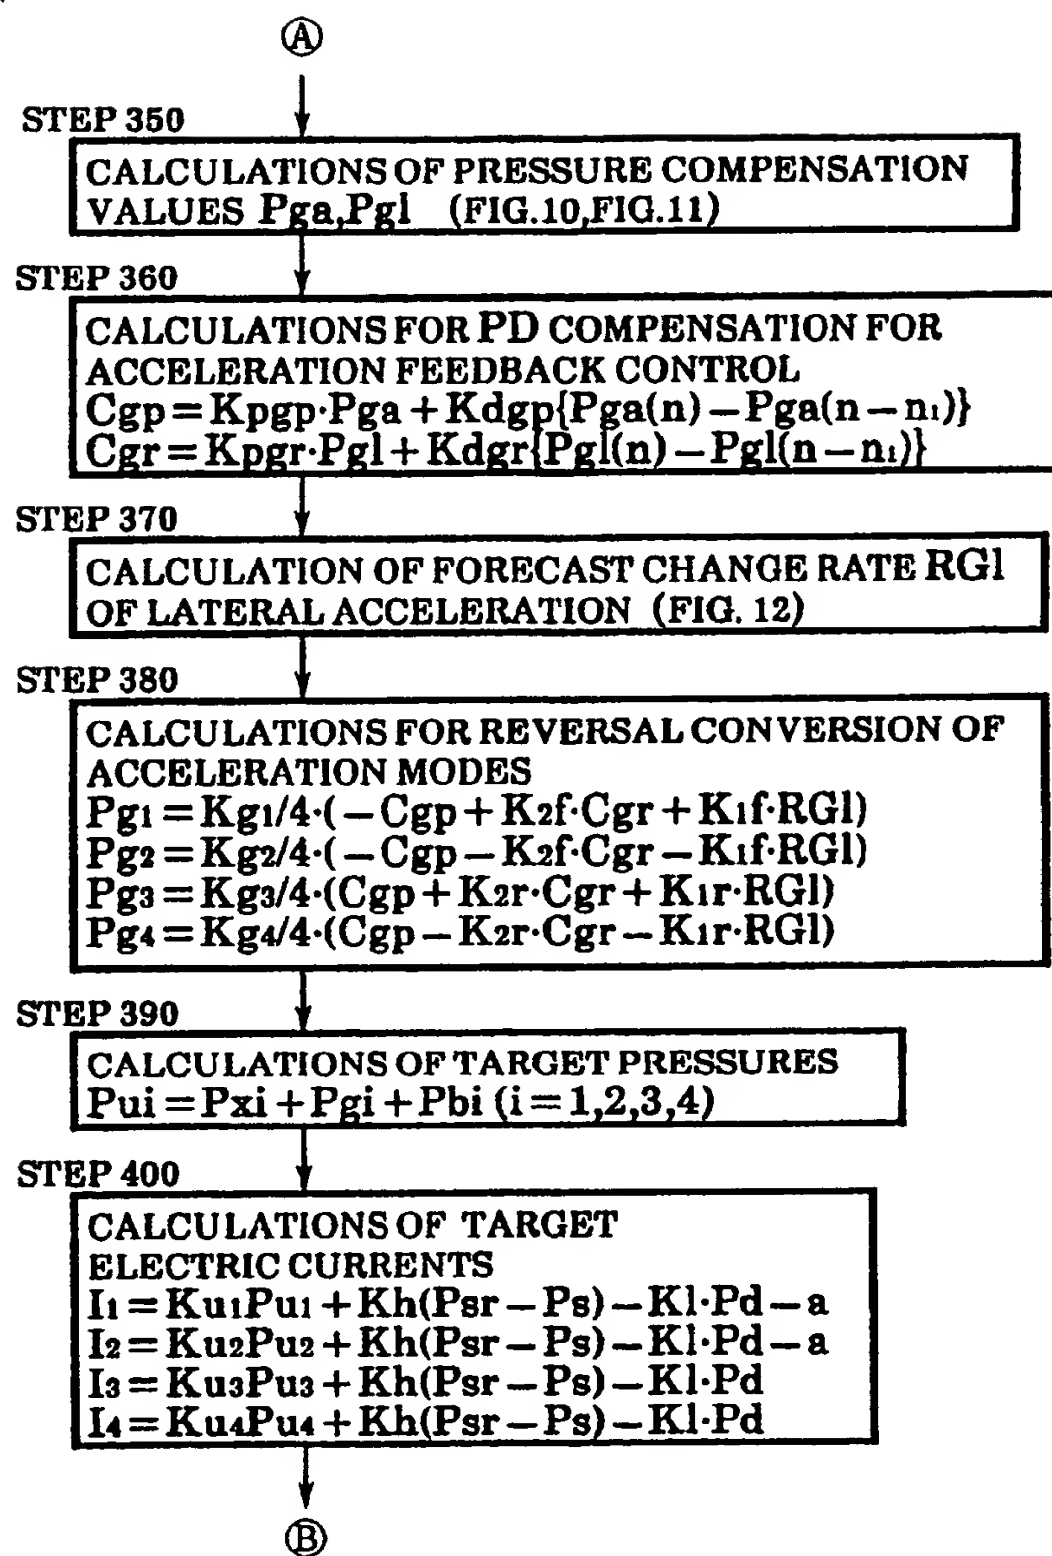 Ⓐ
STEP 350
CALCULATIONS OF PRESSURE COMPENSATION
VALUES Pga,Pgl (FIG.10,FIG.11)
STEP 360
CALCULATIONS FOR PD COMPENSATION FOR
ACCELERATION FEEDBACK CONTROL
Cgp=Kpgp·Pga+Kdgp{Pga(n)-Pga(n-n₁)}
Cgr=Kpgr·Pgl+Kdgr{Pgl(n)-Pgl(n-n₁)}
STEP 370
CALCULATION OF FORECAST CHANGE RATE RGl
OF LATERAL ACCELERATION (FIG. 12)
STEP 380
CALCULATIONS FOR REVERSAL CONVERSION OF
ACCELERATION MODES
Pg₁=Kg₁/4·(-Cgp+K₂f·Cgr+K₁f·RGl)
Pg₂=Kg₂/4·(-Cgp-K₂f·Cgr-K₁f·RGl)
Pg₃=Kg₃/4·(Cgp+K₂r·Cgr+K₁r·RGl)
Pg₄=Kg₄/4·(Cgp-K₂r·Cgr-K₁r·RGl)
STEP 390
CALCULATIONS OF TARGET PRESSURES
Pui=Pxi+Pgi+Pbi (i=1,2,3,4)
STEP 400
CALCULATIONS OF TARGET
ELECTRIC CURRENTS
I₁=Ku₁Pu₁+Kh(Psr-Ps)-Kl·Pd-a
I₂=Ku₂Pu₂+Kh(Psr-Ps)-Kl·Pd-a
I₃=Ku₃Pu₃+Kh(Psr-Ps)-Kl·Pd
I₄=Ku₄Pu₄+Kh(Psr-Ps)-Kl·Pd
Ⓑ